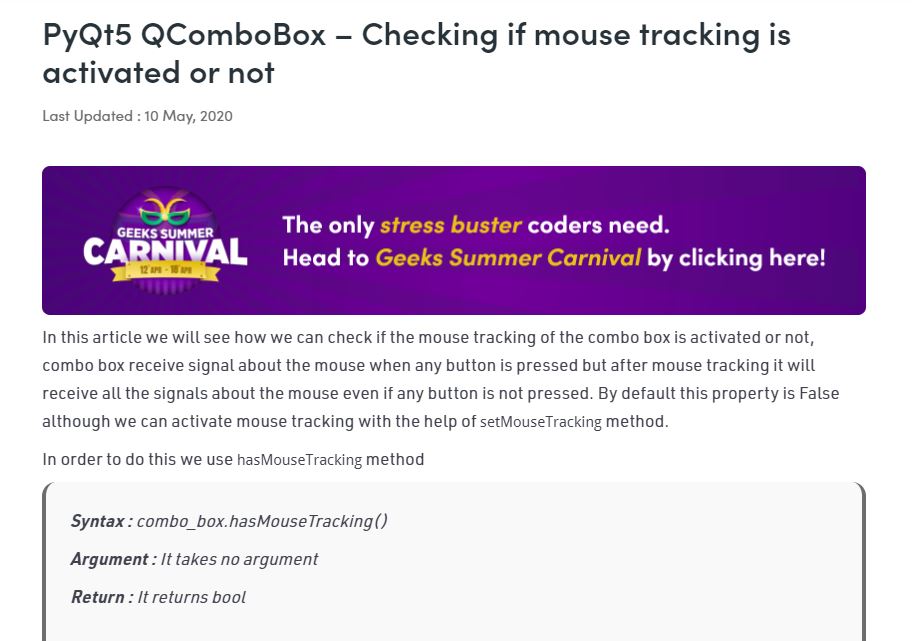 PyQt5 QComboBox – Checking if mouse tracking is
activated or not
Last Updated : 10 May, 2020
GEEKS SUMMER
CARNIVAL
12 APR - 18 APR
The only stress buster coders need.
Head to Geeks Summer Carnival by clicking here!
In this article we will see how we can check if the mouse tracking of the combo box is activated or not,
combo box receive signal about the mouse when any button is pressed but after mouse tracking it will
receive all the signals about the mouse even if any button is not pressed. By default this property is False
although we can activate mouse tracking with the help of setMouseTracking method.
In order to do this we use hasMouseTracking method
Syntax : combo_box.hasMouseTracking()
Argument : It takes no argument
Return : It returns bool